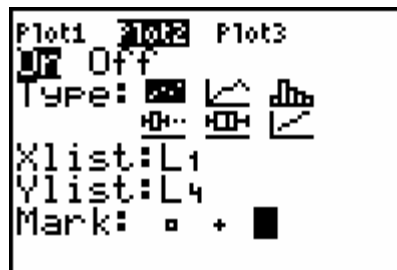 Plot1 Plot2 Plot3
On Off
Type:
Xlist:L1
Ylist:L4
Mark: ▫ +